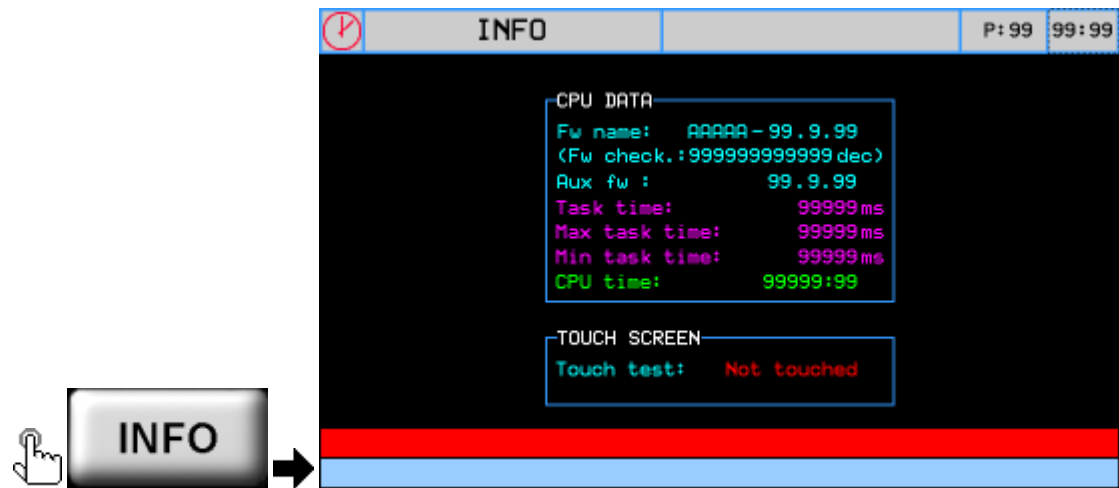 INFO P:99 99:99
CPU DATA
Fw name: AAAAA-99.9.99
(Fw check.:999999999999dec)
Aux fw : 99.9.99
Task time: 99999ms
Max task time: 99999ms
Min task time: 99999ms
CPU time: 99999:99
TOUCH SCREEN
Touch test: Not touched
INFO